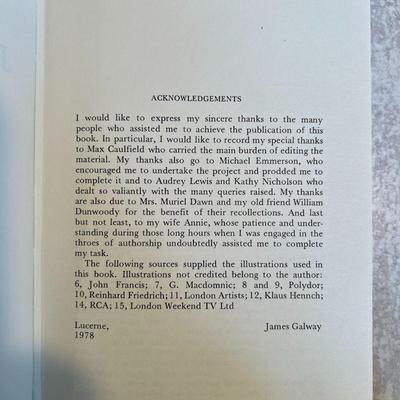 ACKNOWLEDGEMENTS
I would like to express my sincere thanks to the many
people who assisted me to achieve the publication of this
book. In particular, I would like to record my special thanks
to Max Caulfield who carried the main burden of editing the
material. My thanks also go to Michael Emmerson, who
encouraged me to undertake the project and prodded me to
complete it and to Audrey Lewis and Kathy Nicholson who
dealt so valiantly with the many queries raised. My thanks
are also due to Mrs. Muriel Dawn and my old friend William
Dunwoody for the benefit of their recollections. And last
but not least, to my wife Annie, whose patience and under-
standing during those long hours when I was engaged in the
throes of authorship undoubtedly assisted me to complete
my task.
The following sources supplied the illustrations used in
this book. Illustrations not credited belong to the author:
6, John Francis; 7, G. Macdomnic; 8 and 9, Polydor;
10, Reinhard Friedrich; 11, London Artists; 12, Klaus Hennch;
14, RCA; 15, London Weekend TV Ltd
Lucerne, James Galway
1978